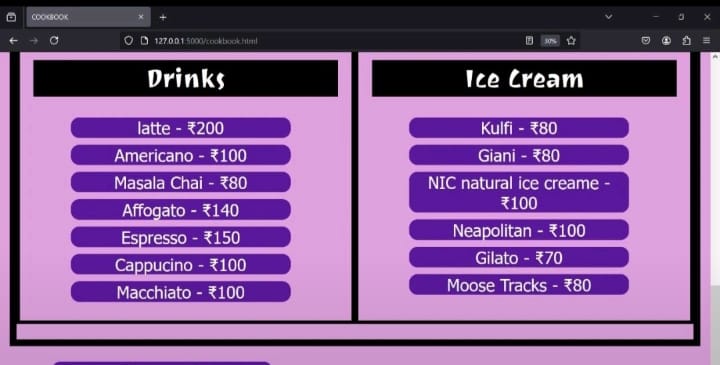 COOKBOOK
127.0.0.1:5000/cookbook.html
30%
Drinks
latte - ₹200
Americano - ₹100
Masala Chai - ₹80
Affogato - ₹140
Espresso - ₹150
Cappucino - ₹100
Macchiato - ₹100
Ice Cream
Kulfi - ₹80
Giani - ₹80
NIC natural ice creame -
₹100
Neapolitan - ₹100
Gilato - ₹70
Moose Tracks - ₹80